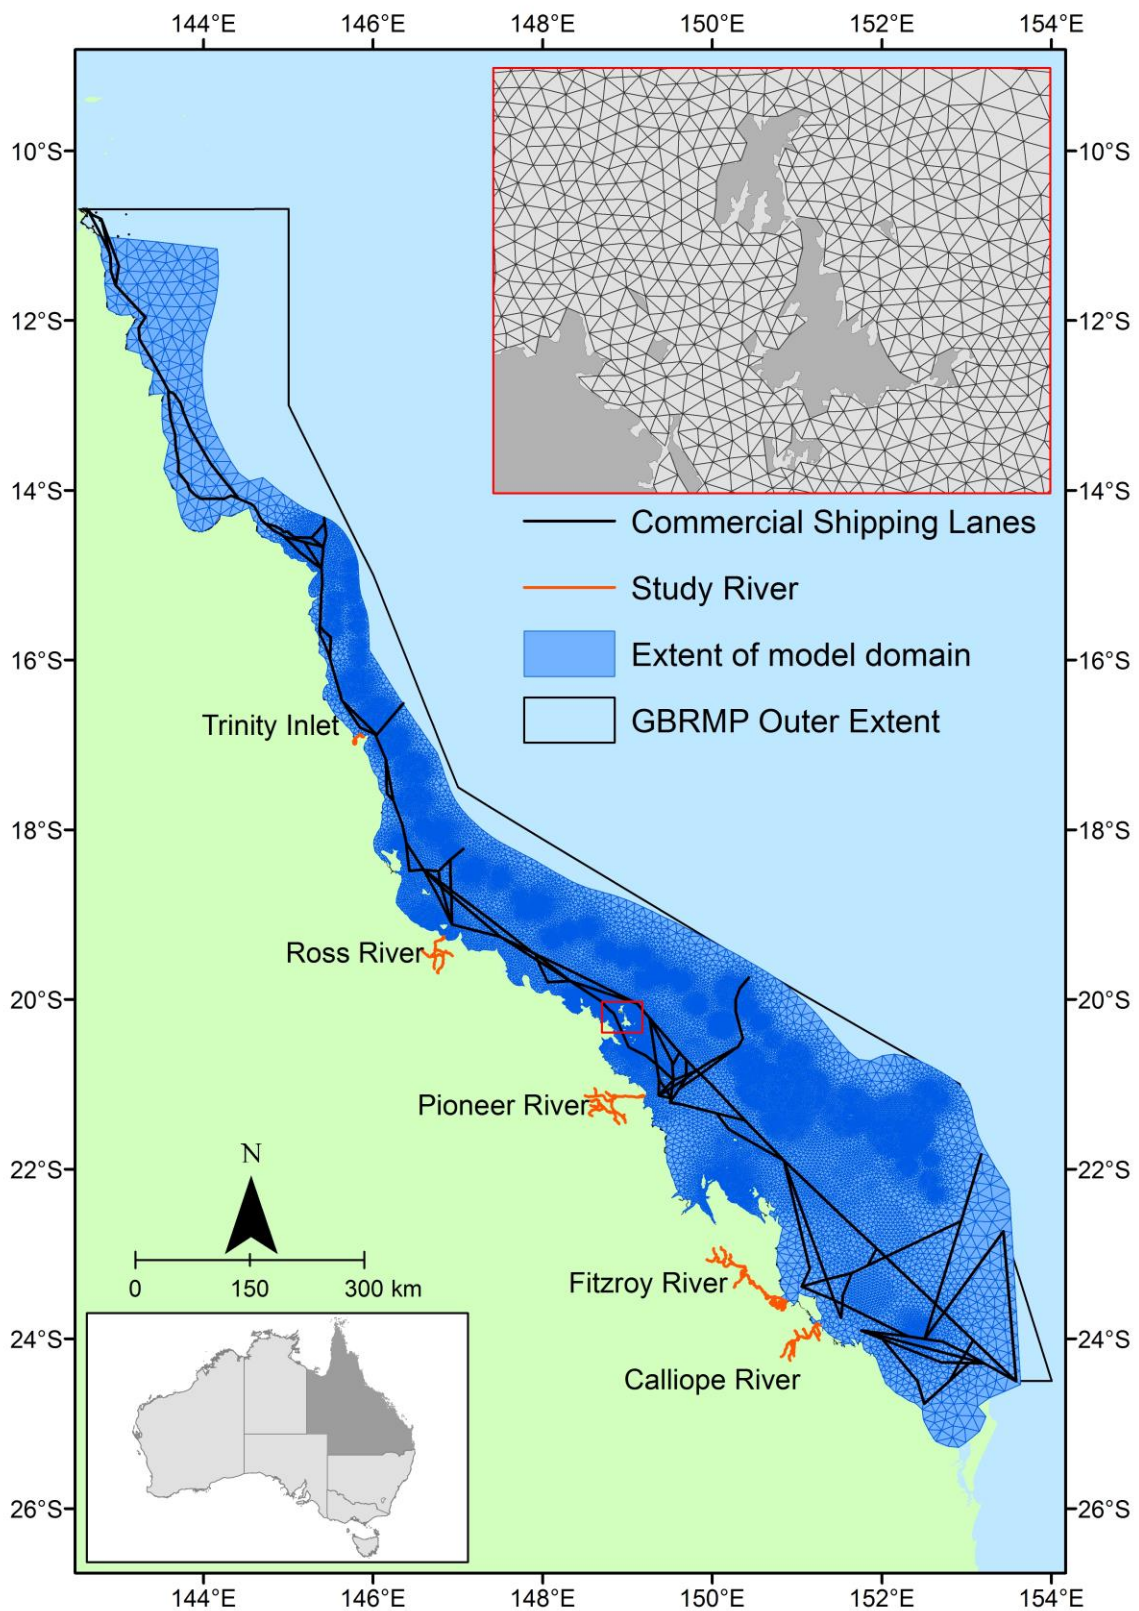 144°E 146°E 148°E 150°E 152°E 154°E
10°S 10°S
12°S 12°S
14°S 14°S
Commercial Shipping Lanes
Study River
16°S Extent of model domain 16°S
GBRMP Outer Extent
Trinity Inlet
18°S 18°S
Ross River
20°S 20°S
Pioneer River
22°S 22°S
N
0 150 300 km
Fitzroy River
24°S 24°S
Calliope River
26°S 26°S
144°E 146°E 148°E 150°E 152°E 154°E